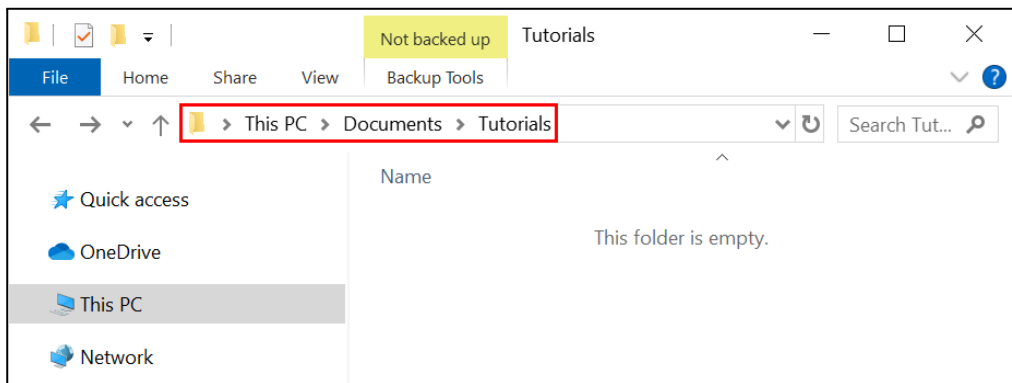 Not backed up Tutorials
File Home Share View Backup Tools ?
This PC > Documents > Tutorials Search Tut...
Name
Quick access
This folder is empty.
OneDrive
This PC
Network